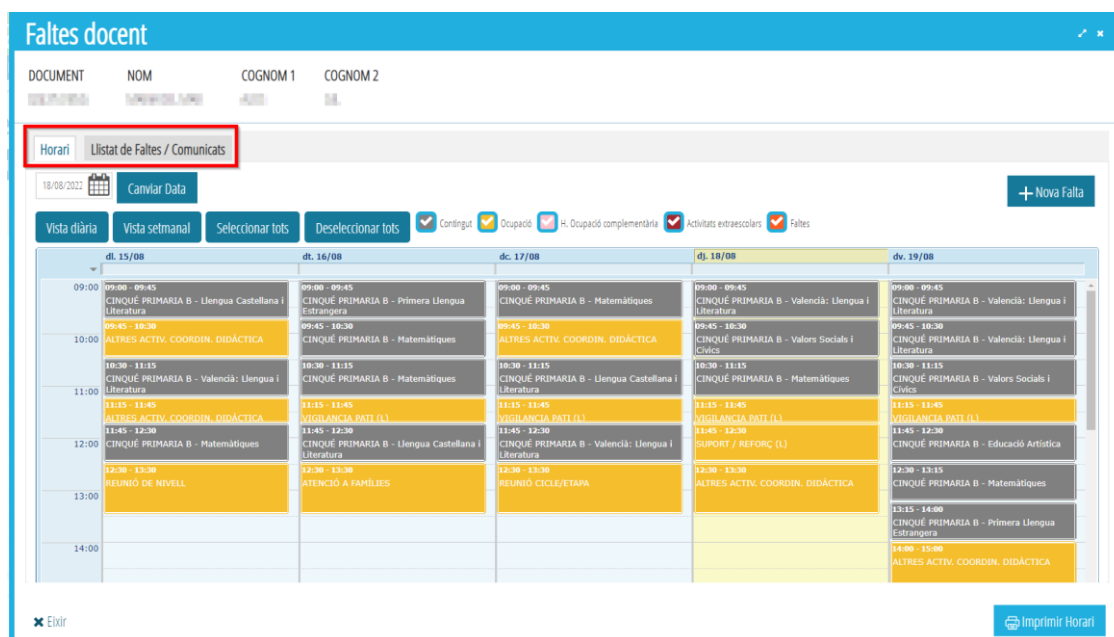 Faltes docent
DOCUMENT NOM COGNOM 1 COGNOM 2
Horari Llistat de Faltes / Comunicats
18/08/2022 Canviar Data
Nova Falta
Vista diària Vista setmanal Seleccionar tots Deseleccionar tots Contingut Ocupació H. Ocupació complementària Activitats extraescolars Faltes
dl. 15/08 dt. 16/08 dc. 17/08 dj. 18/08 dv. 19/08
09:00
10:00
11:00
12:00
13:00
14:00
09:00 - 09:45
CINQUÉ PRIMARIA B - Llengua Castellana i
Literatura
09:45 - 10:30
ALTRES ACTIV. COORDIN. DIDÀCTICA
10:30 - 11:15
CINQUÉ PRIMARIA B - Valencià: Llengua i
Literatura
11:15 - 11:45
ALTRES ACTIV. COORDIN. DIDÀCTICA
11:45 - 12:30
CINQUÉ PRIMARIA B - Matemàtiques
12:30 - 13:30
REUNIÓ DE NIVELL
09:00 - 09:45
CINQUÉ PRIMARIA B - Primera Llengua
Estrangera
09:45 - 10:30
CINQUÉ PRIMARIA B - Matemàtiques
10:30 - 11:15
CINQUÉ PRIMARIA B - Matemàtiques
11:15 - 11:45
VIGILANCIA PATI (L)
11:45 - 12:30
CINQUÉ PRIMARIA B - Llengua Castellana i
Literatura
12:30 - 13:30
ATENCIÓ A FAMÍLIES
09:00 - 09:45
CINQUÉ PRIMARIA B - Matemàtiques
09:45 - 10:30
ALTRES ACTIV. COORDIN. DIDÀCTICA
10:30 - 11:15
CINQUÉ PRIMARIA B - Llengua Castellana i
Literatura
11:15 - 11:45
VIGILANCIA PATI (L)
11:45 - 12:30
CINQUÉ PRIMARIA B - Valencià: Llengua i
Literatura
12:30 - 13:30
REUNIÓ CICLE/ETAPA
09:00 - 09:45
CINQUÉ PRIMARIA B - Valencià: Llengua i
Literatura
09:45 - 10:30
CINQUÉ PRIMARIA B - Valors Socials i
Cívics
10:30 - 11:15
CINQUÉ PRIMARIA B - Matemàtiques
11:15 - 11:45
VIGILANCIA PATI (L)
11:45 - 12:30
SUPORT / REFORÇ (L)
12:30 - 13:30
ALTRES ACTIV. COORDIN. DIDÀCTICA
09:00 - 09:45
CINQUÉ PRIMARIA B - Valencià: Llengua i
Literatura
09:45 - 10:30
CINQUÉ PRIMARIA B - Valencià: Llengua i
Literatura
10:30 - 11:15
CINQUÉ PRIMARIA B - Valors Socials i
Cívics
11:15 - 11:45
VIGILANCIA PATI (L)
11:45 - 12:30
CINQUÉ PRIMARIA B - Educació Artística
12:30 - 13:15
CINQUÉ PRIMARIA B - Matemàtiques
13:15 - 14:00
CINQUÉ PRIMARIA B - Primera Llengua
Estrangera
14:00 - 15:00
ALTRES ACTIV. COORDIN. DIDÀCTICA
Eixir
Imprimir Horari